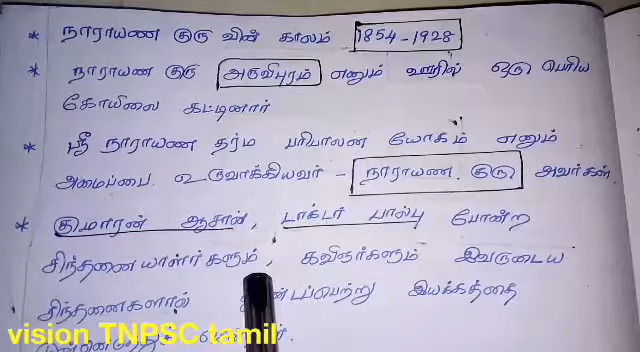 * நாராயண குரு வின் காலம் 1854-1928
* நாராயண குரு அருவிபுரம் எனும் ஊரில் ஒரு பெரிய
கோயிலை கட்டினார்
* ஸ்ரீ நாராயண தர்ம பரிபாலன யோகம் எனும்
அமைப்பை உருவாக்கியவர் - நாராயண குரு அவர்கள்.
* குமாரன் ஆசான், டாக்டர் பால்பு போன்ற
சிந்தனையாளர்களும், கவிஞர்களும் இவருடைய
சிந்தனைகளால் இயக்கத்தை
vision TNPSC tamil